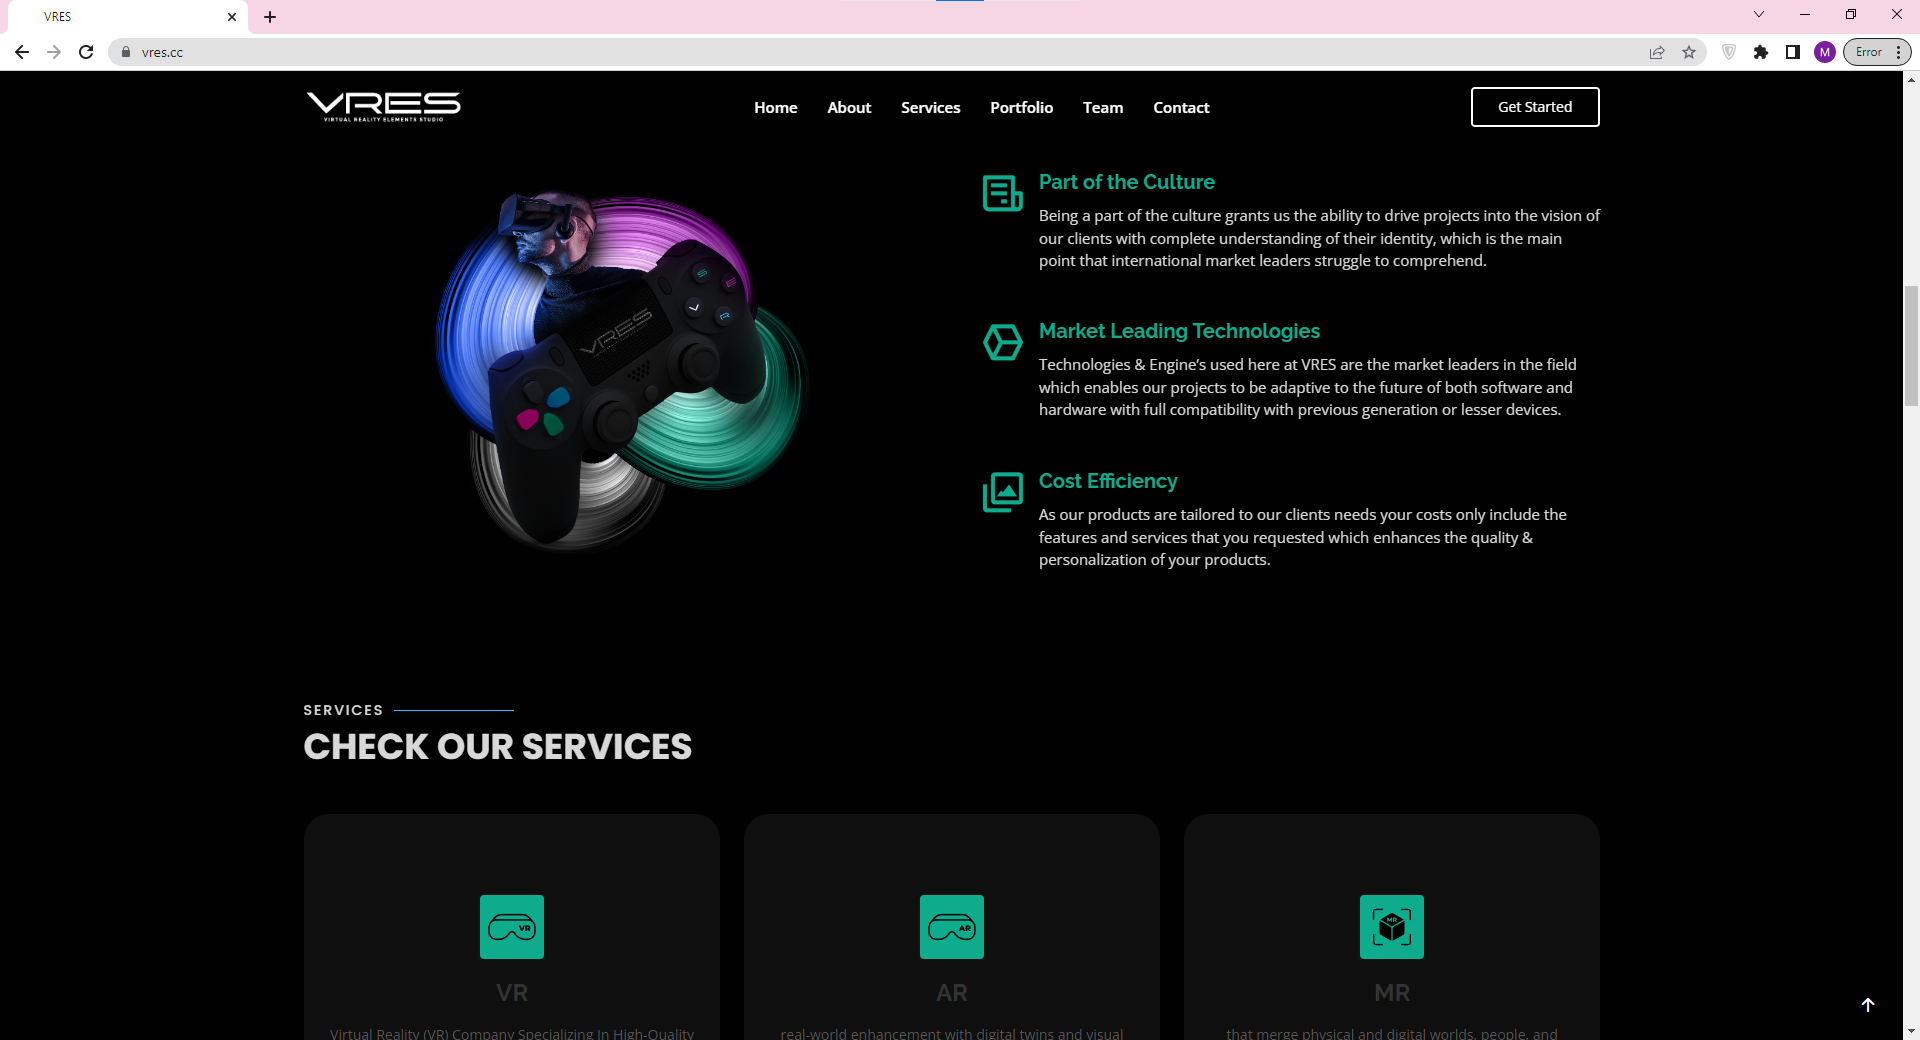 VRES
vres.cc
M
Error
VRES
VIRTUAL REALITY ELEMENTS STUDIO
Home
About
Services
Portfolio
Team
Contact
Get Started
VRES
S
E
V
R
Part of the Culture
Being a part of the culture grants us the ability to drive projects into the vision of
our clients with complete understanding of their identity, which is the main
point that international market leaders struggle to comprehend.
Market Leading Technologies
Technologies & Engine’s used here at VRES are the market leaders in the field
which enables our projects to be adaptive to the future of both software and
hardware with full compatibility with previous generation or lesser devices.
Cost Efficiency
As our products are tailored to our clients needs your costs only include the
features and services that you requested which enhances the quality &
personalization of your products.
SERVICES
CHECK OUR SERVICES
VR
VR
Virtual Reality (VR) Company Specializing In High-Quality
AR
AR
real-world enhancement with digital twins and visual
MR
MR
that merge physical and digital worlds, people, and